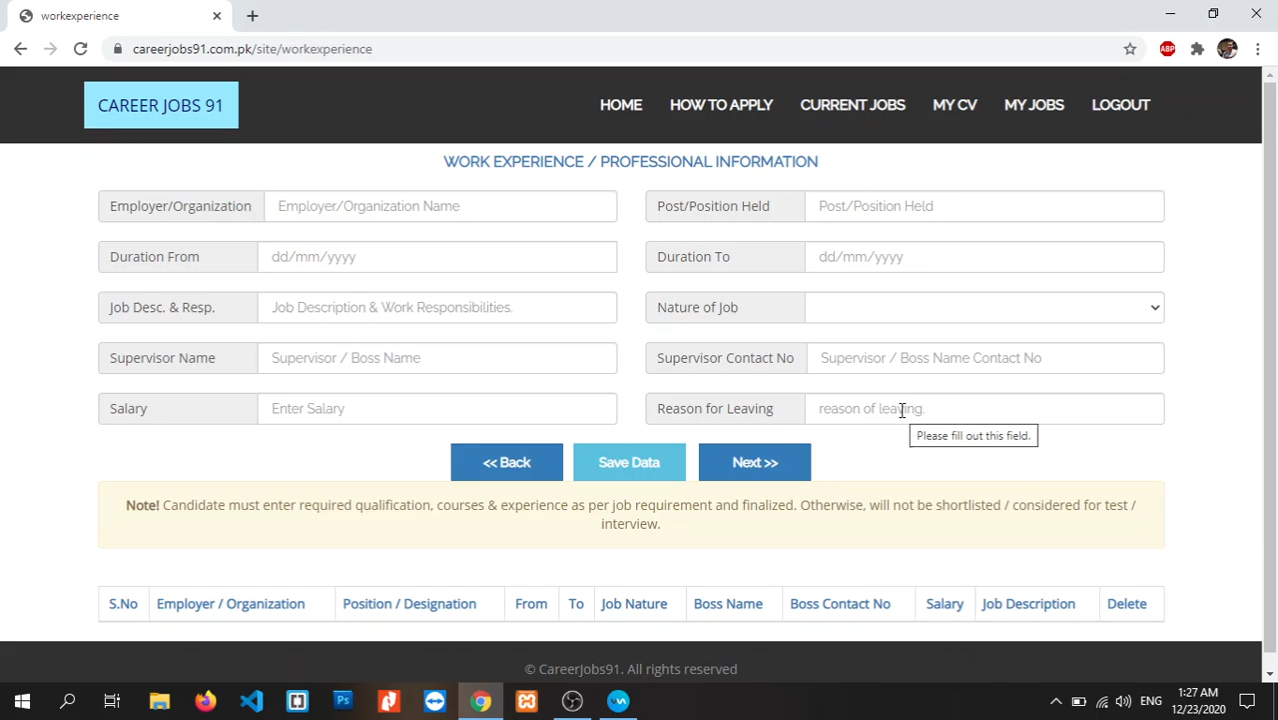 workexperience
careerjobs91.com.pk/site/workexperience
ABP
CAREER JOBS 91
HOME HOW TO APPLY CURRENT JOBS MY CV MY JOBS LOGOUT
WORK EXPERIENCE / PROFESSIONAL INFORMATION
Employer/Organization Employer/Organization Name Post/Position Held Post/Position Held
Duration From dd/mm/yyyy Duration To dd/mm/yyyy
Job Desc. & Resp. Job Description & Work Responsibilities. Nature of Job
Supervisor Name Supervisor / Boss Name Supervisor Contact No Supervisor / Boss Name Contact No
Salary Enter Salary Reason for Leaving reason of leaving.
Please fill out this field.
<< Back Save Data Next >>
Note! Candidate must enter required qualification, courses & experience as per job requirement and finalized. Otherwise, will not be shortlisted / considered for test /
interview.
S.No Employer / Organization Position / Designation From To Job Nature Boss Name Boss Contact No Salary Job Description Delete
© CareerJobs91. All rights reserved
Ps
ENG
1:27 AM
12/23/2020